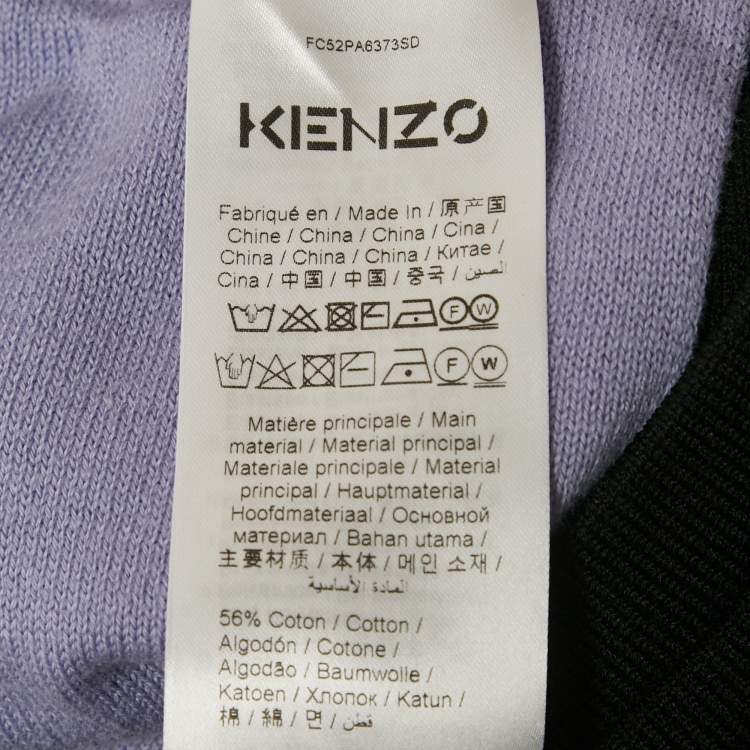 FC52PA6373SD
KENZO
Fabriqué en / Made In / 原产国
Chine / China / China / Cina /
China / China / China / Китае /
Cina / 中国 / 中国 / 중국 / الصين
F W
F W
Matière principale / Main
material / Material principal /
Materiale principale / Material
principal / Hauptmaterial /
Hoofdmateriaal / Основной
материал / Bahan utama /
主要材质 / 本体 / 메인 소재 /
المادة الأساسية
56% Coton / Cotton /
Algodón / Cotone /
Algodão / Baumwolle /
Katoen / Хлопок / Katun /
棉 / 綿 / 면 / قطن